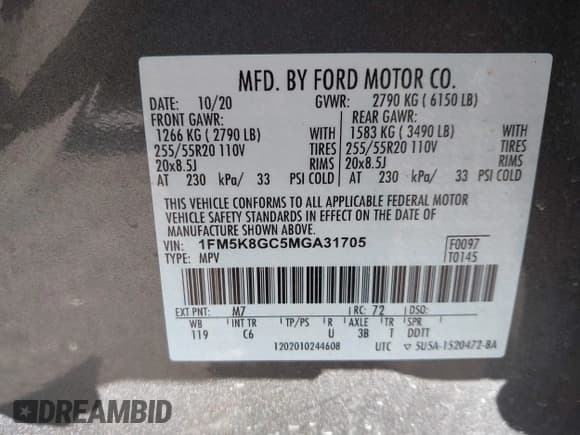 MFD. BY FORD MOTOR CO.
DATE: 10/20 GVWR: 2790 KG ( 6150 LB)
FRONT GAWR: REAR GAWR:
1266 KG ( 2790 LB) WITH 1583 KG ( 3490 LB) WITH
255/55R20 110V TIRES 255/55R20 110V TIRES
20x8.5J RIMS 20x8.5J RIMS
AT 230 kPa/ 33 PSI COLD AT 230 kPa/ 33 PSI COLD
THIS VEHICLE CONFORMS TO ALL APPLICABLE FEDERAL MOTOR
VEHICLE SAFETY STANDARDS IN EFFECT ON THE DATE OF
MANUFACTURE SHOWN ABOVE.
VIN: 1FM5K8GC5MGA31705 F0097
TYPE: MPV T0145
EXT PNT: M7 RC: 72 DSO:
WB INT TR TP/PS R AXLE TR SPR
119 C6 U 3B T DDTT
1202010244608 UTC ▽ 5U5A-1520472-BA
DREAMBID